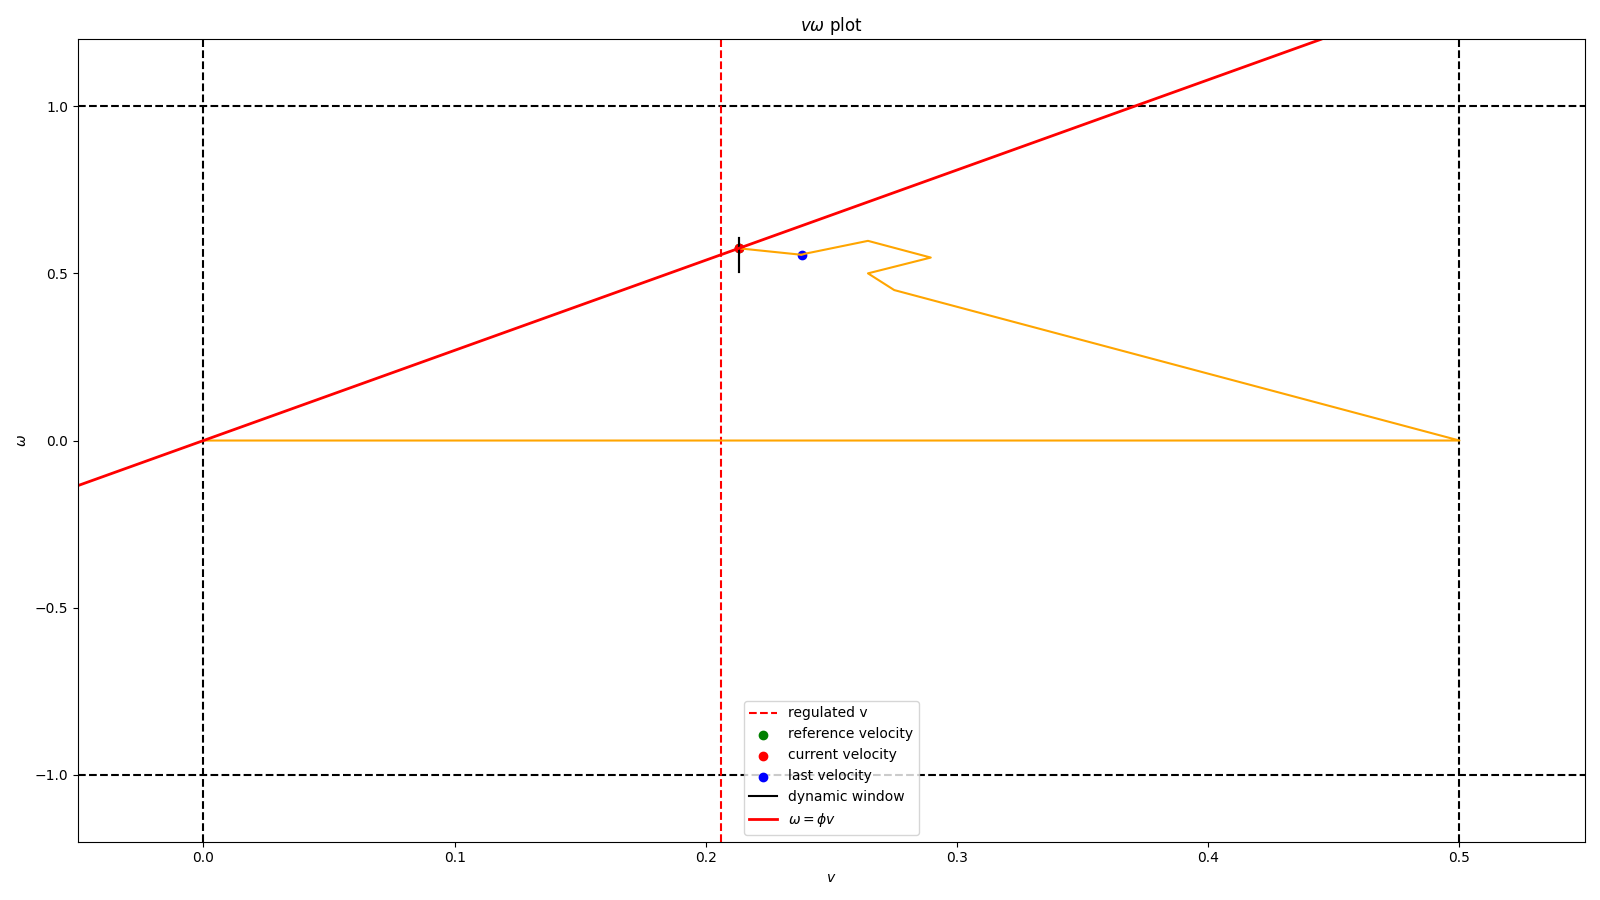 vω plot
1.0
0.5
0.0
−0.5
−1.0
ω
regulated v
reference velocity
current velocity
last velocity
dynamic window
ω = ϕv
0.0 0.1 0.2 0.3 0.4 0.5
v